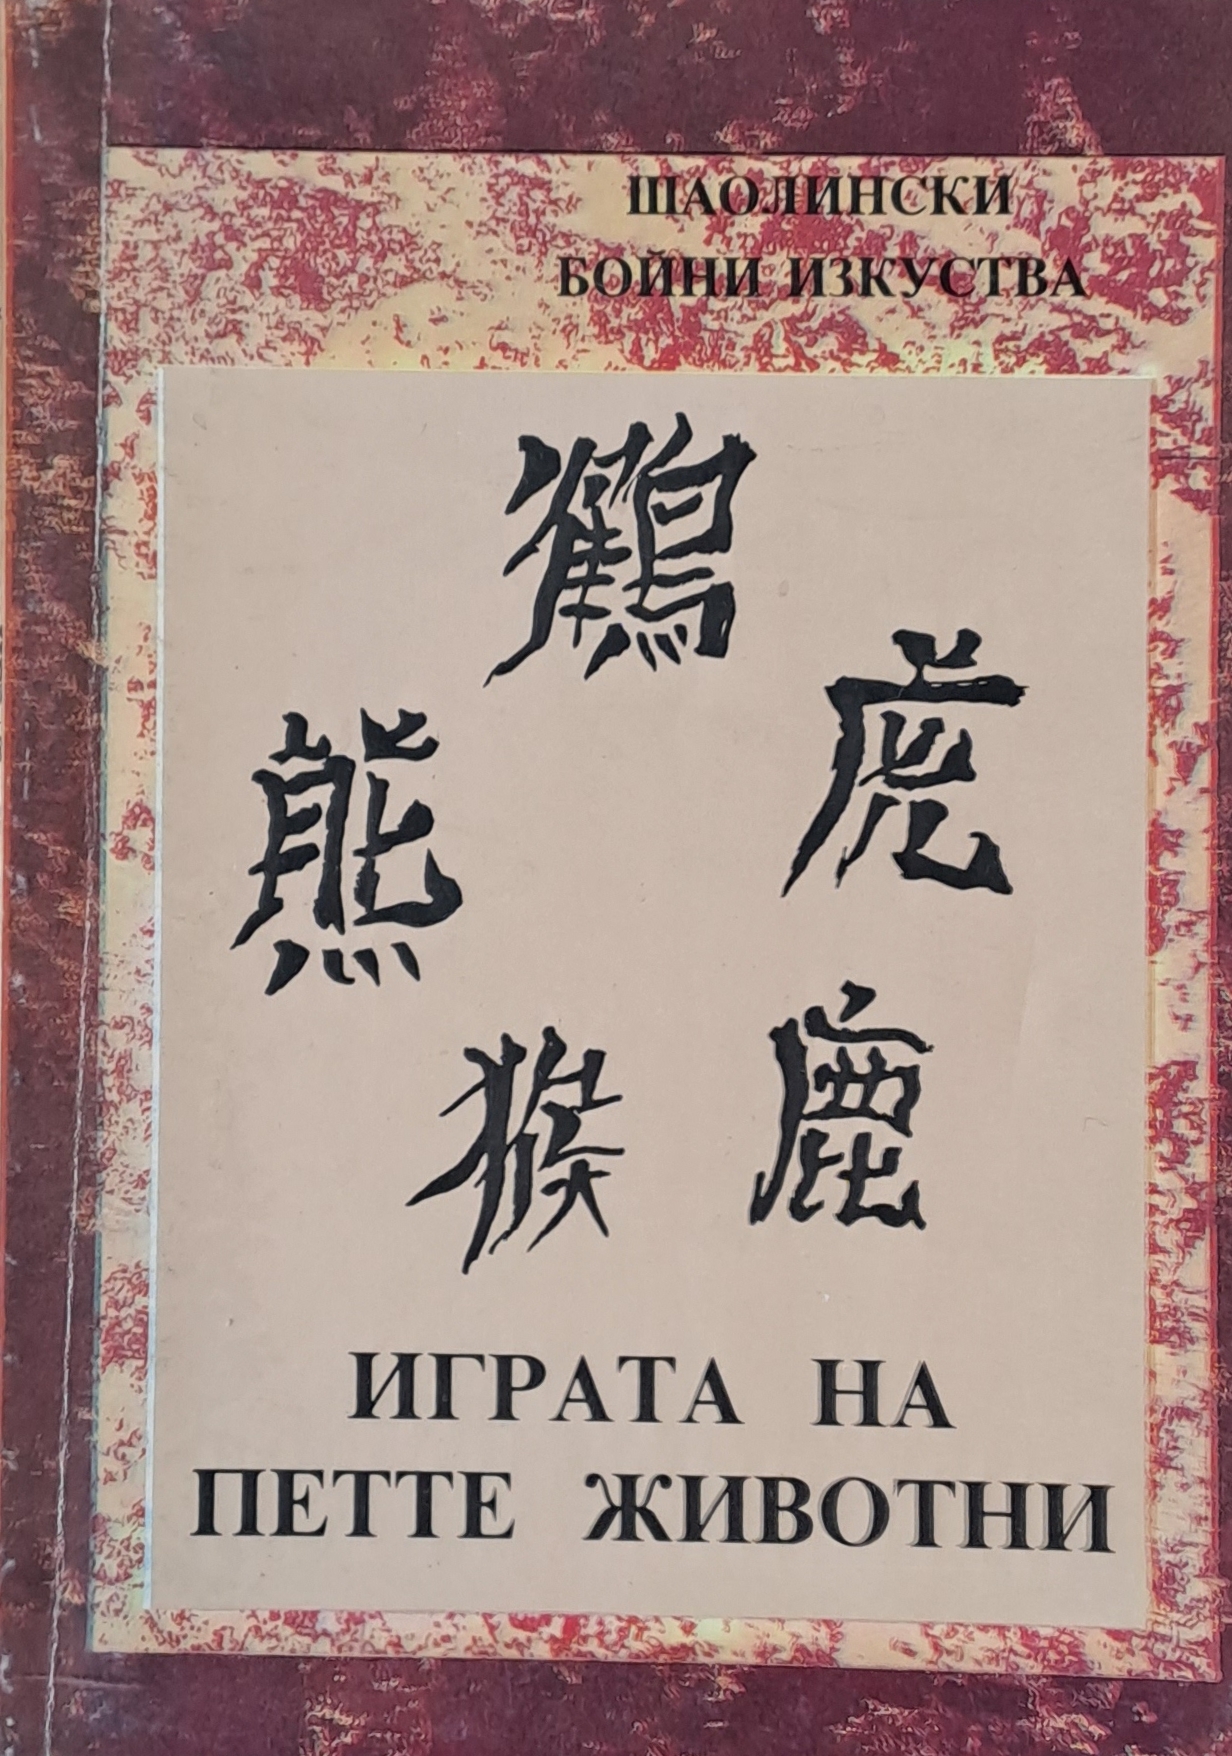 ШАОЛИНСКИ
БОЙНИ ИЗКУСТВА
鶴
虎
熊
鹿
猴
ИГРАТА НА
ПЕТТЕ ЖИВОТНИ